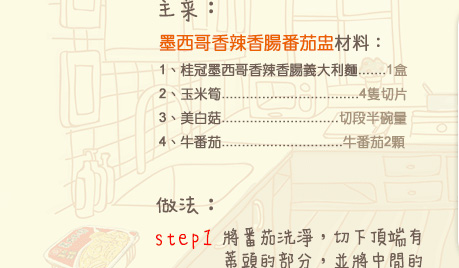 主菜：
墨西哥香辣香腸番茄盅材料：
1、桂冠墨西哥香辣香腸義大利麵.......1盒
2、玉米筍..................................4隻切片
3、美白菇.............................切段半碗量
4、牛番茄..............................牛番茄2顆
做法：
step1 將番茄洗淨，切下頂端有
蒂頭的部分，並將中間的